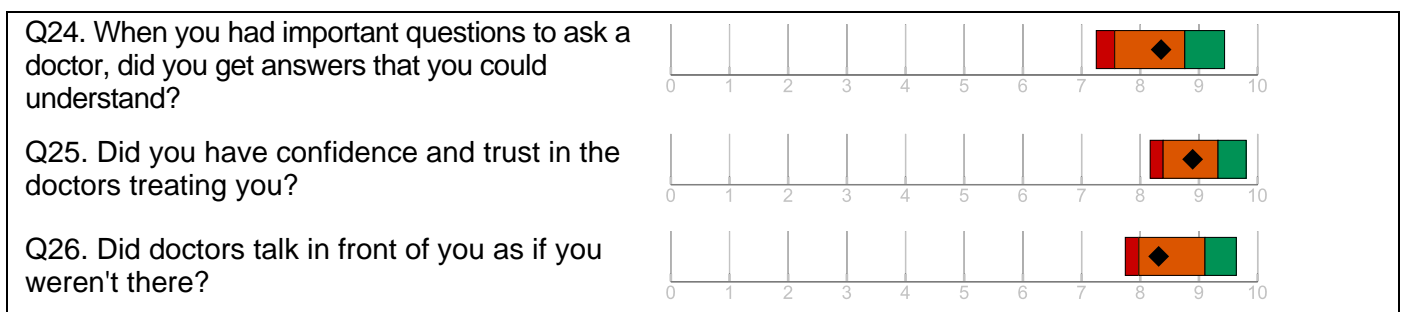 Q24. When you had important questions to ask a
doctor, did you get answers that you could
understand?
0 1 2 3 4 5 6 7 8 9 10
Q25. Did you have confidence and trust in the
doctors treating you?
0 1 2 3 4 5 6 7 8 9 10
Q26. Did doctors talk in front of you as if you
weren't there?
0 1 2 3 4 5 6 7 8 9 10